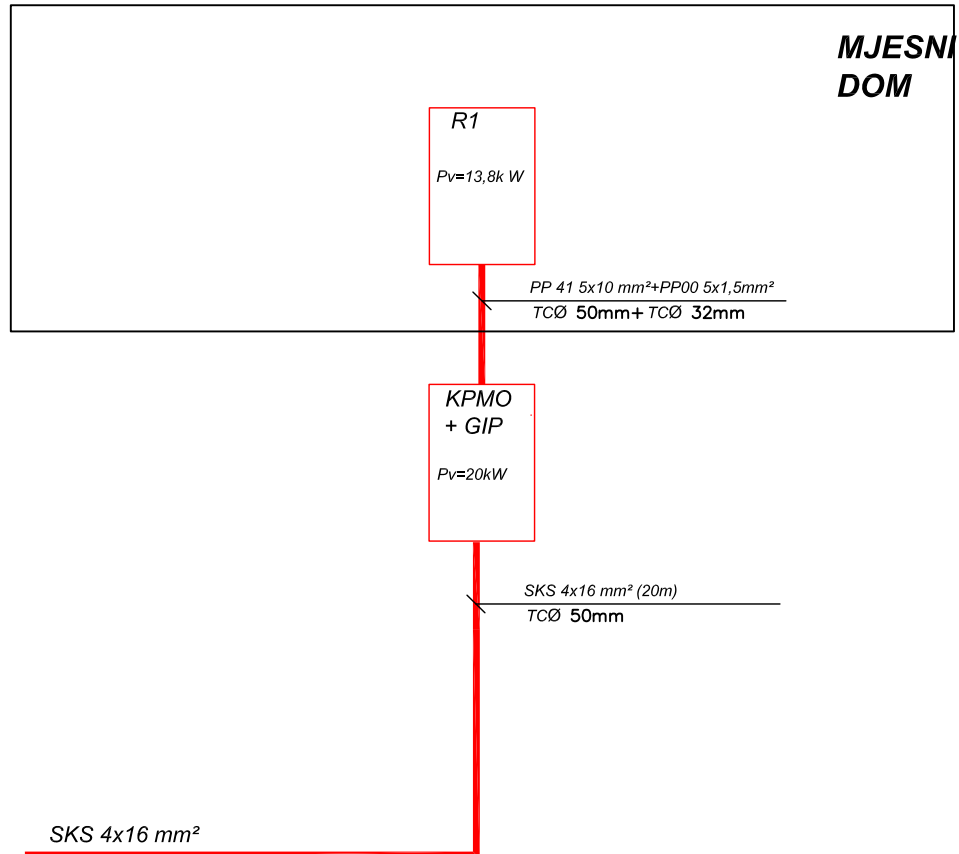 MJESNI
DOM
R1
Pv=13,8k W
PP 41 5x10 mm²+PP00 5x1,5mm²
TCØ 50mm+ TCØ 32mm
KPMO
+ GIP
Pv=20kW
SKS 4x16 mm² (20m)
TCØ 50mm
SKS 4x16 mm²